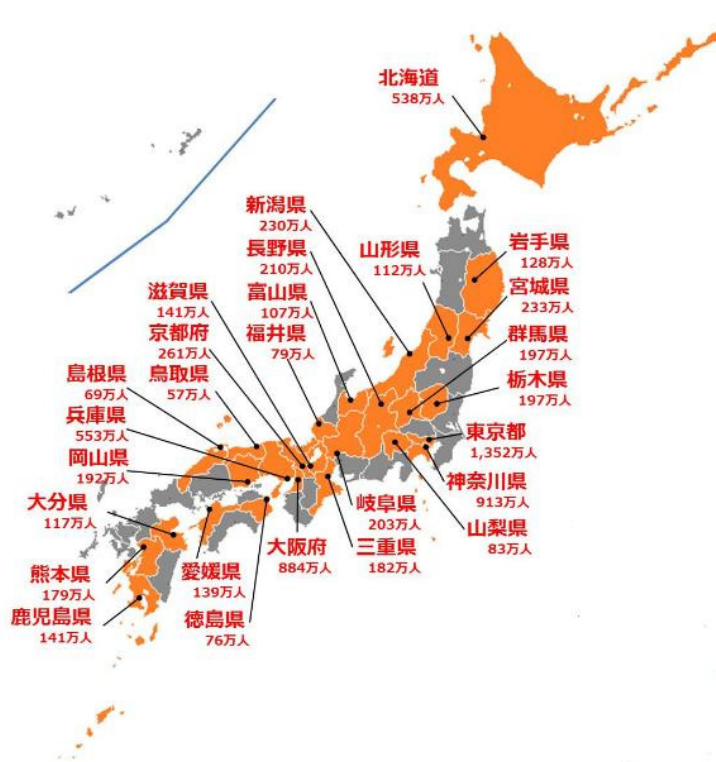 北海道
538万人
新潟県
230万人
長野県
210万人
山形県
112万人
岩手県
128万人
宮城県
233万人
滋賀県
141万人
富山県
107万人
群馬県
197万人
京都府
261万人
福井県
79万人
島根県
69万人
鳥取県
57万人
栃木県
197万人
兵庫県
553万人
東京都
1,352万人
岡山県
192万人
神奈川県
913万人
大分県
117万人
岐阜県
203万人
山梨県
83万人
大阪府
884万人
三重県
182万人
熊本県
179万人
愛媛県
139万人
鹿児島県
141万人
徳島県
76万人